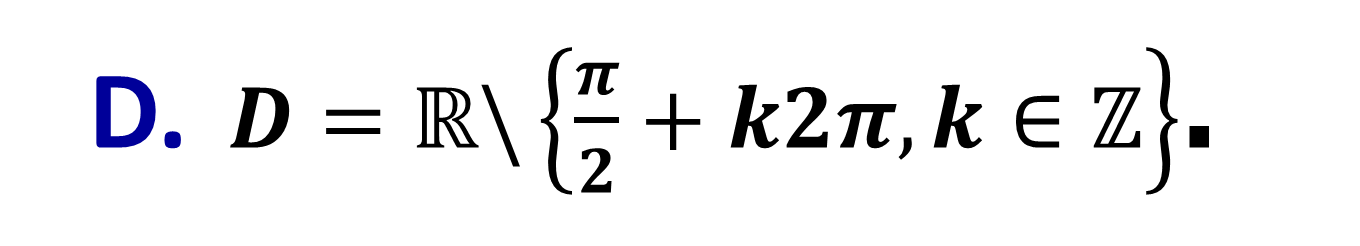 D. D = ℝ\{π/2 + k2π, k ∈ ℤ}.